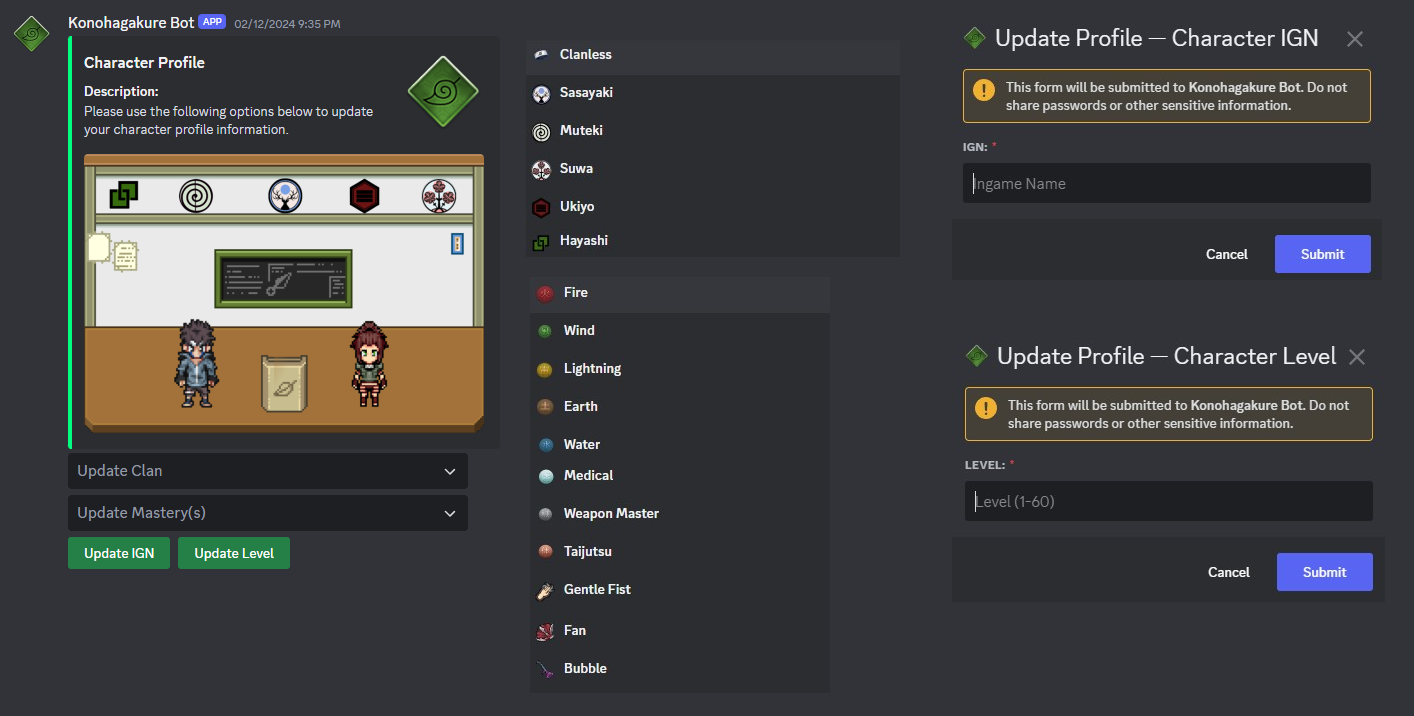 Konohagakure Bot APP 02/12/2024 9:35 PM
Character Profile
Description:
Please use the following options below to update
your character profile information.
Update Clan
Update Mastery(s)
Update IGN
Update Level
Clanless
Sasayaki
Muteki
Suwa
Ukiyo
Hayashi
Fire
Wind
Lightning
Earth
Water
Medical
Weapon Master
Taijutsu
Gentle Fist
Fan
Bubble
Update Profile — Character IGN
This form will be submitted to Konohagakure Bot. Do not
share passwords or other sensitive information.
IGN: *
Ingame Name
Cancel
Submit
Update Profile — Character Level
This form will be submitted to Konohagakure Bot. Do not
share passwords or other sensitive information.
LEVEL: *
Level (1-60)
Cancel
Submit